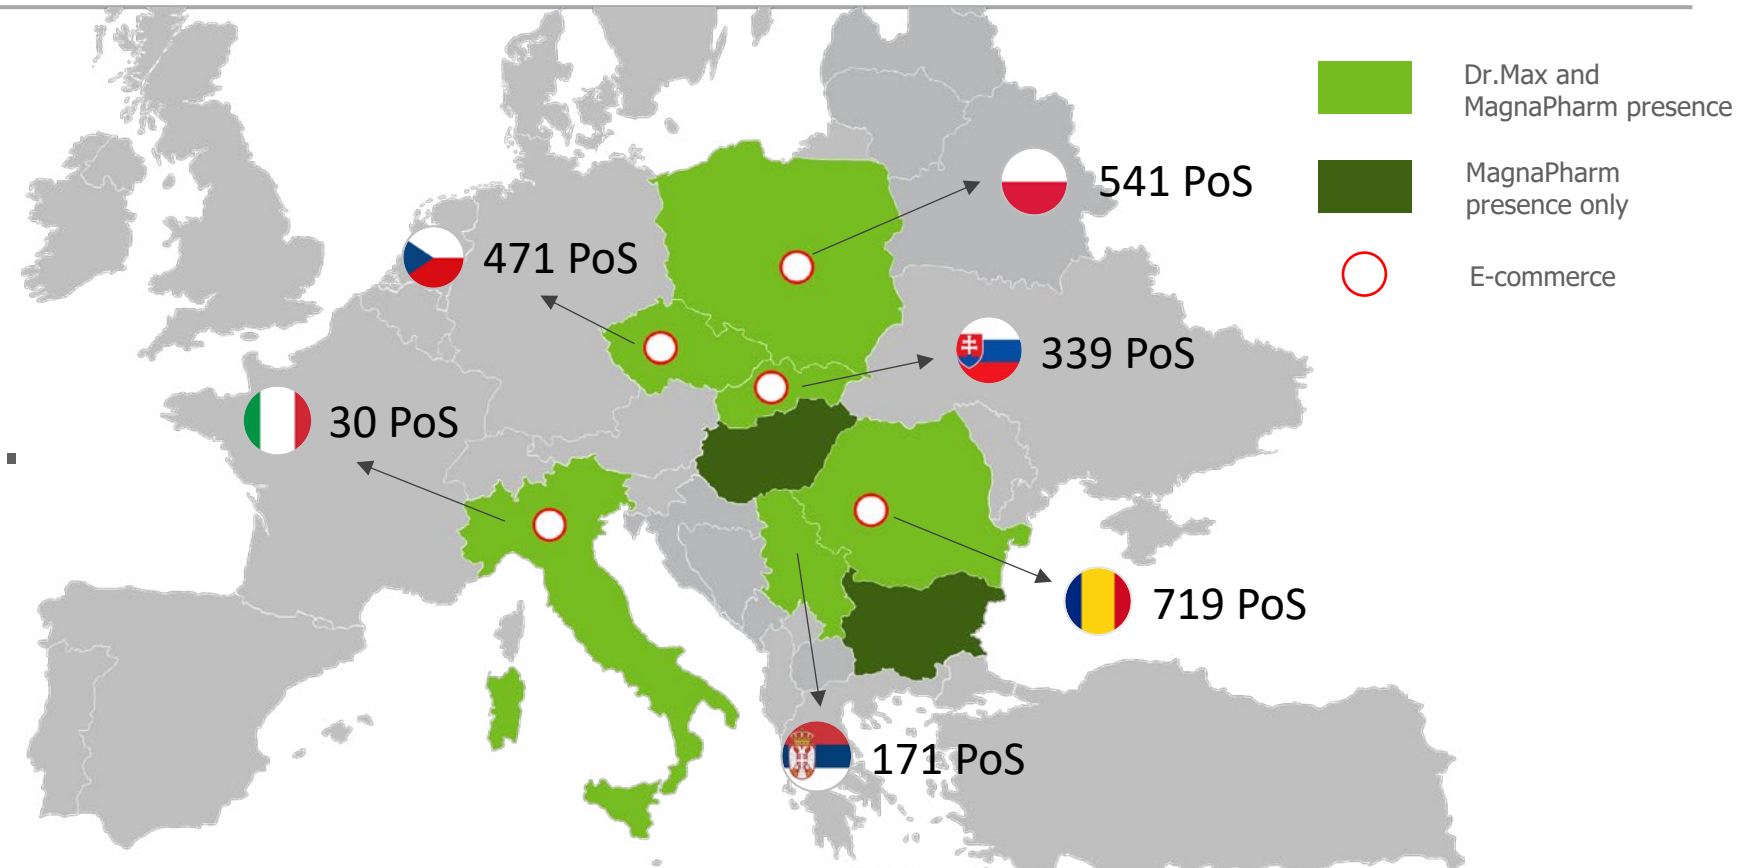 Dr.Max and
MagnaPharm presence
MagnaPharm
presence only
E-commerce
541 PoS
471 PoS
339 PoS
30 PoS
719 PoS
171 PoS